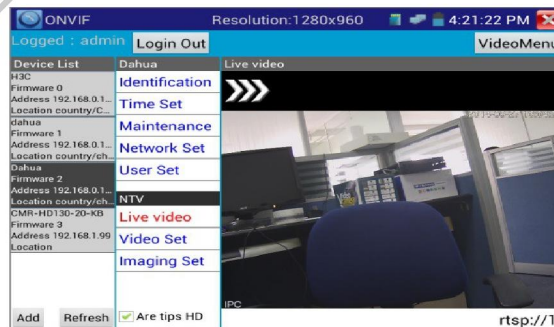 ONVIF Resolution:1280x960 4:21:22 PM
Logged : admin Login Out VideoMenu
Device List
H3C
Firmware 0
Address 192.168.0.1...
Location country/C...
dahua
Firmware 1
Address 192.168.0.1...
Location country/ch...
Dahua
Firmware 2
Address 192.168.0.1...
Location country/ch...
CMR-HD130-20-KB
Firmware 3
Address 192.168.1.99
Location
Add Refresh
Dahua
Identification
Time Set
Maintenance
Network Set
User Set
NTV
Live video
Video Set
Imaging Set
Are tips HD
Live video
IPC
rtsp://1